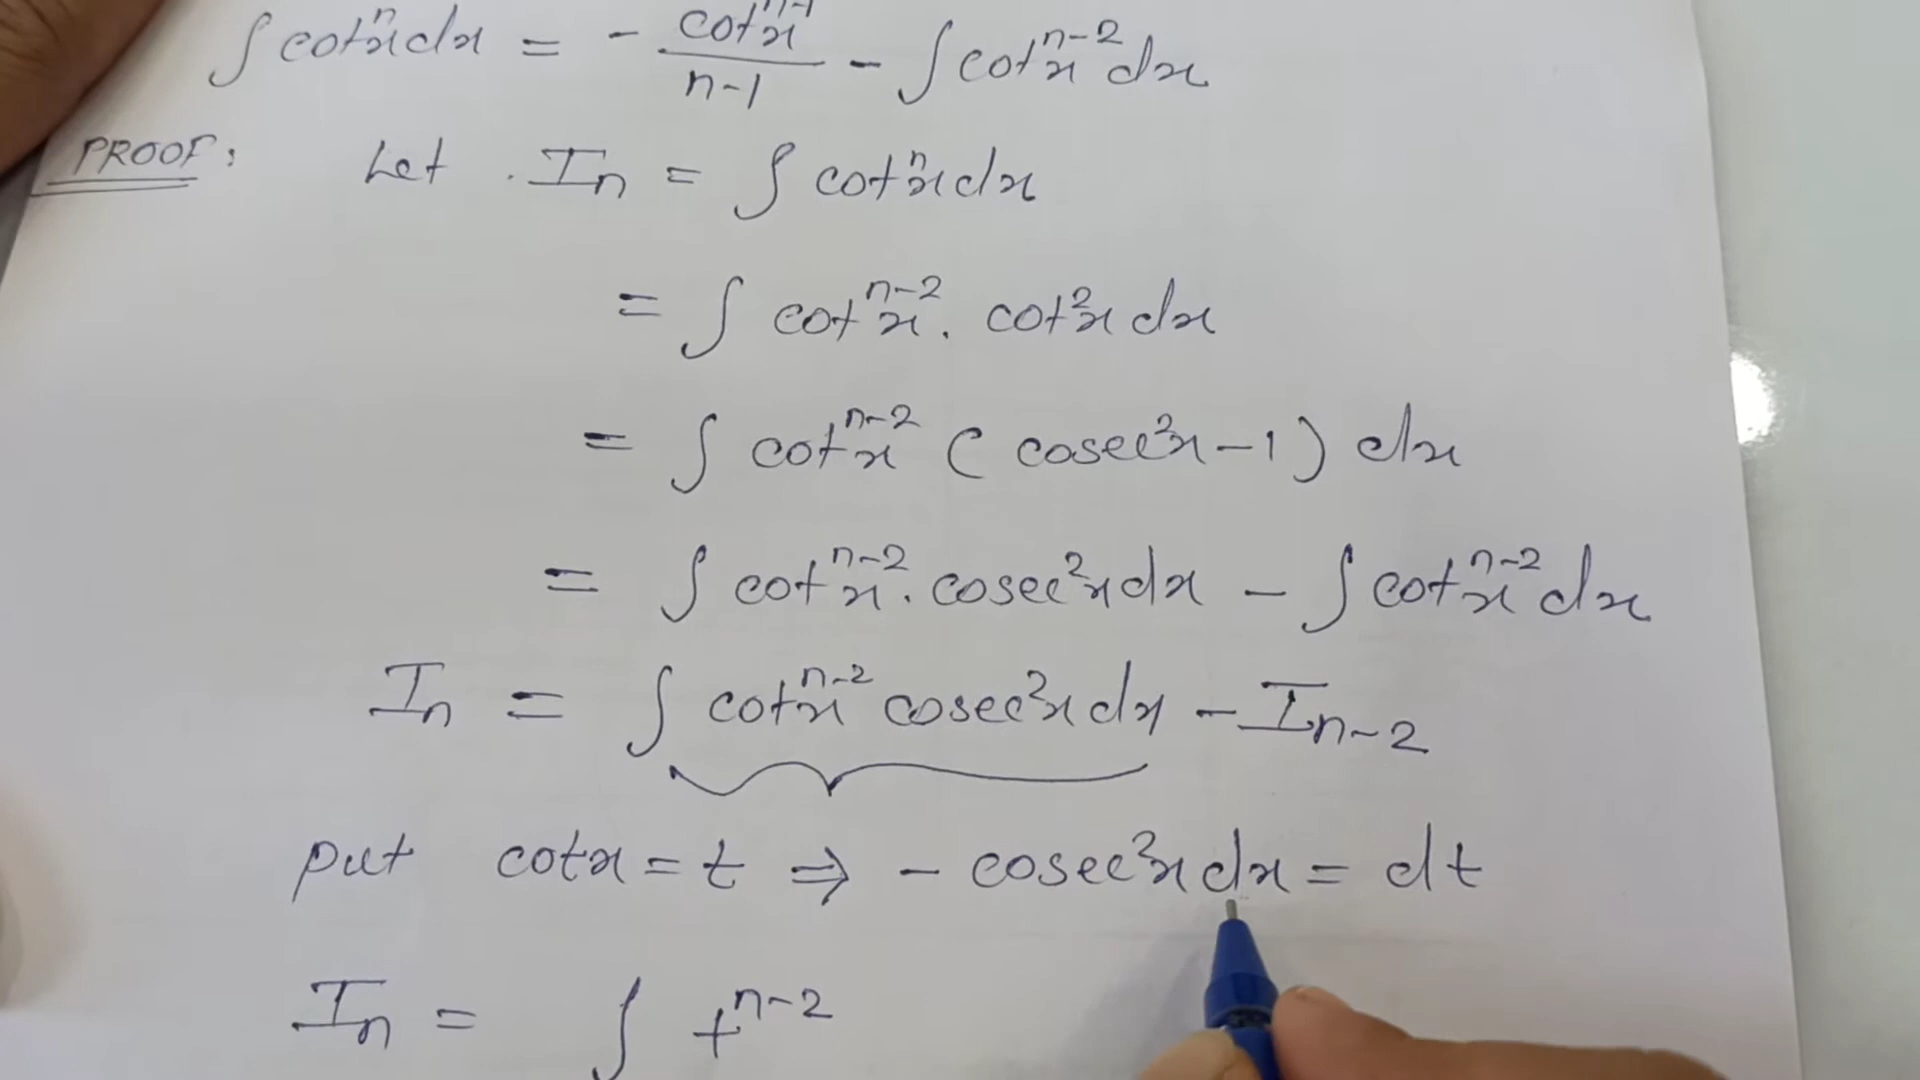 ∫ cotⁿx dx = - cotⁿ⁻¹x / n-1 - ∫ cotⁿ⁻²x dx
PROOF: Let Iₙ = ∫ cotⁿx dx
= ∫ cotⁿ⁻²x . cot²x dx
= ∫ cotⁿ⁻²x ( cosec²x - 1 ) dx
= ∫ cotⁿ⁻²x . cosec²x dx - ∫ cotⁿ⁻²x dx
Iₙ = ∫ cotⁿ⁻²x cosec²x dx - Iₙ₋₂
put cotx = t ⇒ - cosec²x dx = dt
Iₙ = ∫ tⁿ⁻²